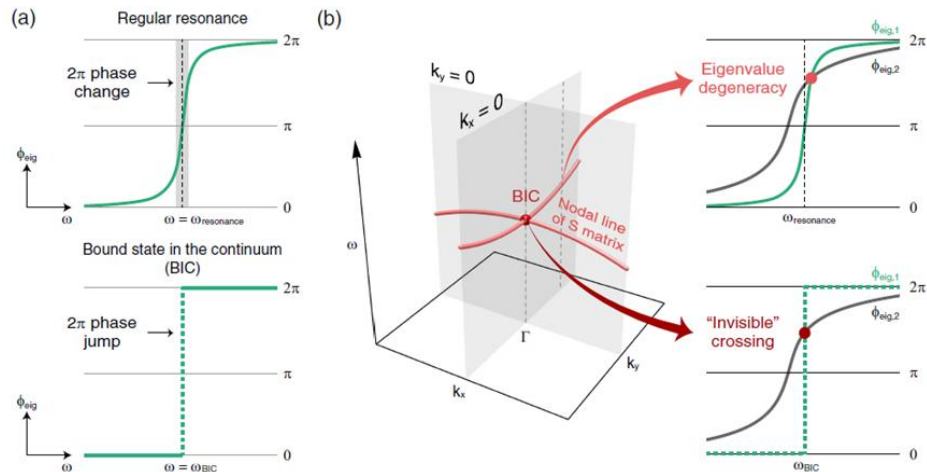 (a)
Regular resonance
2π
2π phase
change
π
ϕeig
0
ω
ω = ωresonance
Bound state in the continuum
(BIC)
2π
2π phase
jump
π
ϕeig
0
ω
ω = ωBIC
(b)
ky = 0
kx = 0
BIC
Nodal line
of S matrix
ω
Γ
kx
ky
ϕeig,1
2π
ϕeig,2
Eigenvalue
degeneracy
π
0
ωresonance
ϕeig,1
2π
ϕeig,2
"Invisible"
crossing
π
0
ωBIC